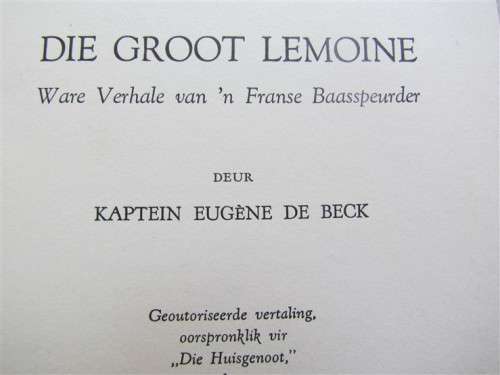 DIE GROOT LEMOINE
Ware Verhale van 'n Franse Baasspeurder
DEUR
KAPTEIN EUGÈNE DE BECK
Geoutoriseerde vertaling,
oorspronklik vir
„Die Huisgenoot,”